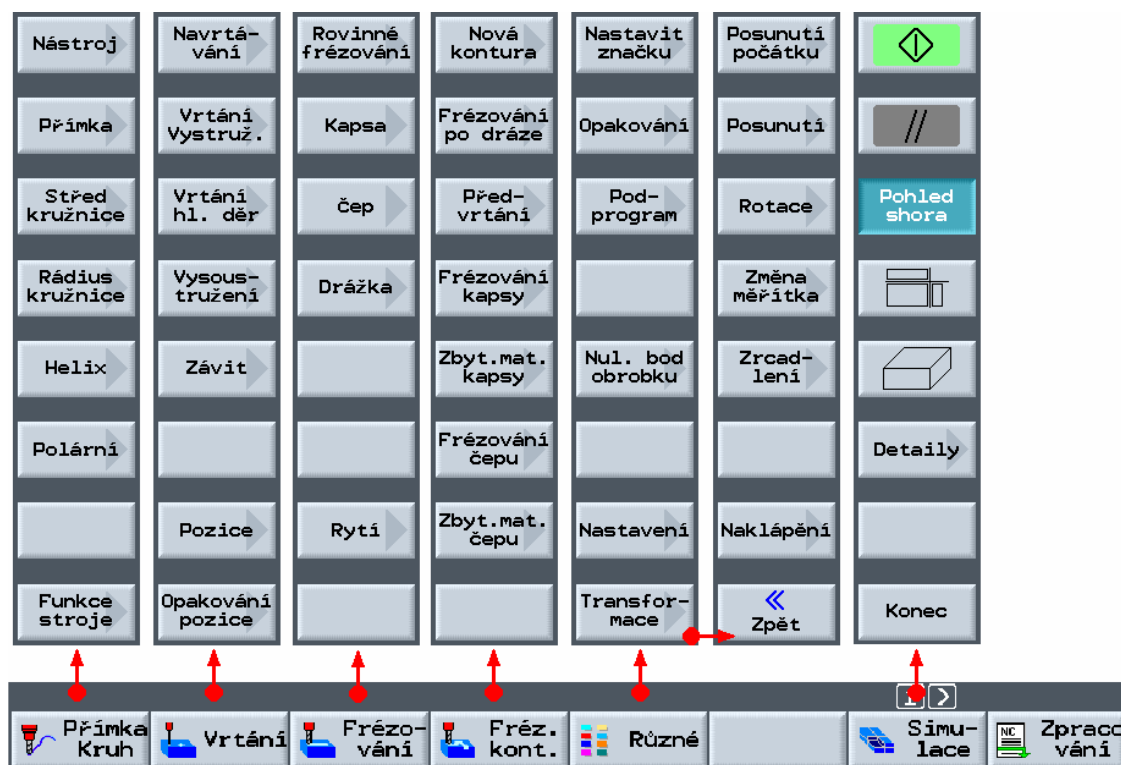 Nástroj
Přímka
Střed
kružnice
Rádius
kružnice
Helix
Polární
Funkce
stroje
Navrtá-
vání
Vrtání
Vystruž.
Vrtání
hl. děr
Vysous-
tružení
Závit
Pozice
Opakování
pozice
Rovinné
frézování
Kapsa
čep
Drážka
Rytí
Nová
kontura
Frézování
po dráze
Před-
vrtání
Frézování
kapsy
Zbyt.mat.
kapsy
Frézování
čepu
Zbyt.mat.
čepu
Nastavit
značku
Opakování
Pod-
program
Nul. bod
obrobku
Nastavení
Transfor-
mace
Posunutí
počátku
Posunutí
Rotace
Změna
měřítka
Zrcad-
lení
Naklápění
«
Zpět
//
Pohled
shora
Detaily
Konec
Přímka
Kruh
Vrtání
Frézo-
vání
Fréz.
kont.
Různé
Simu-
lace
NC
Zpraco
vání